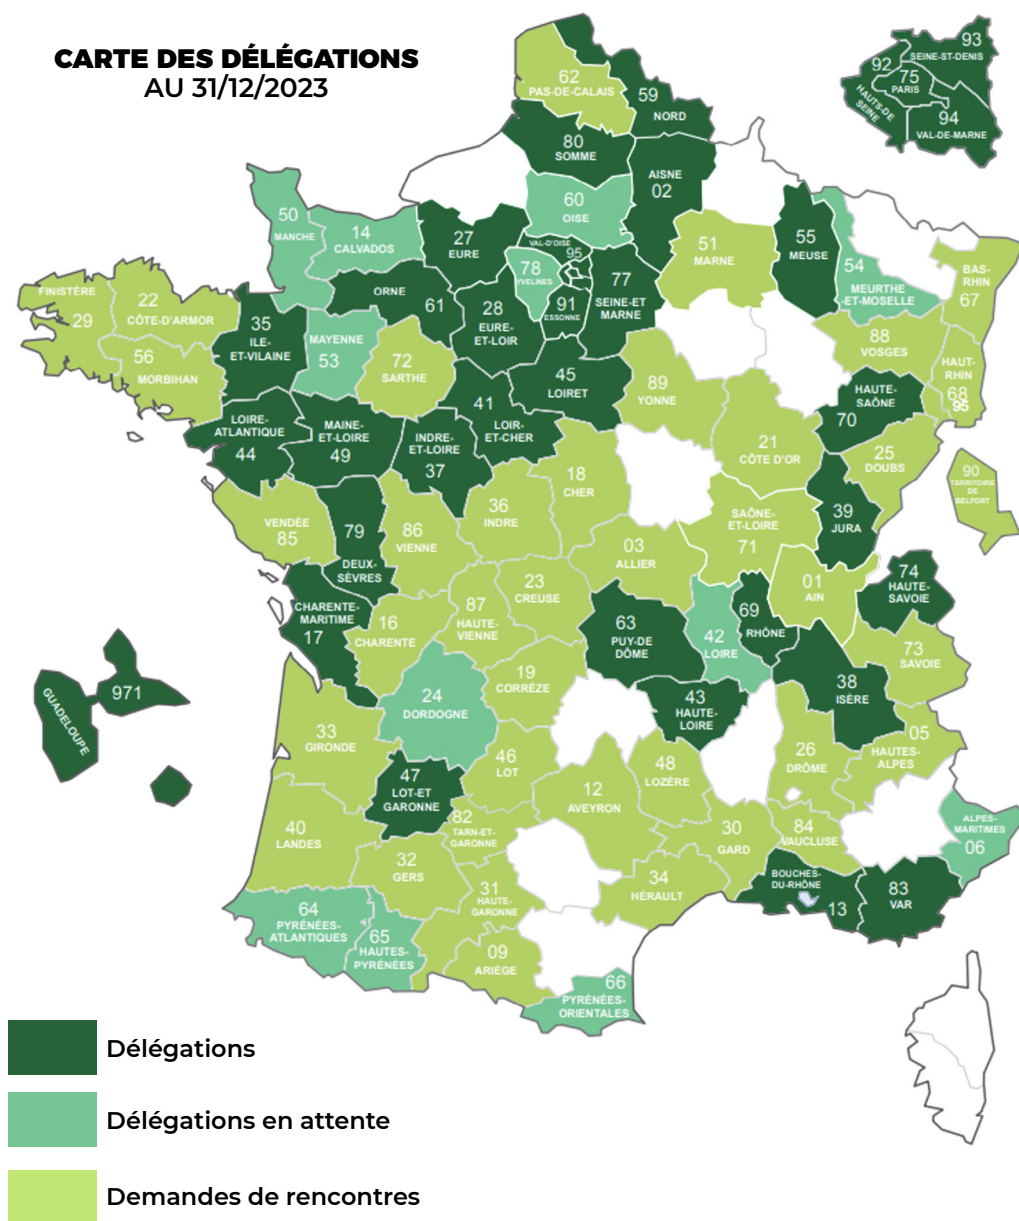 CARTE DES DÉLÉGATIONS
AU 31/12/2023
93
SEINE-ST-DENIS
92
75
PARIS
HAUTS-DE
SEINE
94
VAL-DE-MARNE
62
PAS-DE-CALAIS
59
NORD
80
SOMME
AISNE
02
60
OISE
50
MANCHE
14
CALVADOS
27
EURE
VAL-D'OISE
95
78
YVELINES
77
SEINE-ET
MARNE
91
ESSONNE
51
MARNE
55
MEUSE
54
MEURTHE
-ET-MOSELLE
BAS-
RHIN
67
FINISTÈRE
29
22
CÔTE-D'ARMOR
56
MORBIHAN
35
ILE-
ET-VILAINE
ORNE
61
MAYENNE
53
72
SARTHE
28
EURE-
ET-LOIR
45
LOIRET
89
YONNE
88
VOSGES
HAUT-
RHIN
68
95
HAUTE-
SAÔNE
70
LOIRE-
ATLANTIQUE
44
MAINE-
ET-LOIRE
49
INDRE-
ET-LOIRE
37
41
LOIR-
ET-CHER
18
CHER
21
CÔTE D'OR
25
DOUBS
90
TERRITOIRE
DE
BELFORT
VENDÉE
85
79
DEUX-
SÈVRES
86
VIENNE
36
INDRE
SAÔNE-
ET-LOIRE
71
39
JURA
03
ALLIER
01
AIN
74
HAUTE-
SAVOIE
CHARENTE-
MARITIME
17
16
CHARENTE
87
HAUTE-
VIENNE
23
CREUSE
63
PUY-DE
DÔME
42
LOIRE
69
RHÔNE
73
SAVOIE
971
GUADELOUPE
24
DORDOGNE
19
CORRÈZE
43
HAUTE-
LOIRE
38
ISÈRE
33
GIRONDE
47
LOT-ET
GARONNE
46
LOT
12
AVEYRON
48
LOZÈRE
26
DRÔME
05
HAUTES-
ALPES
40
LANDES
82
TARN-ET-
GARONNE
32
GERS
31
HAUTE-
GARONNE
34
HÉRAULT
30
GARD
84
VAUCLUSE
ALPES-
MARITIMES
06
BOUCHES-
DU-RHÔNE
13
83
VAR
64
PYRÉNÉES-
ATLANTIQUES
65
HAUTES-
PYRÉNÉES
09
ARIÈGE
66
PYRÉNÉES-
ORIENTALES
Délégations
Délégations en attente
Demandes de rencontres